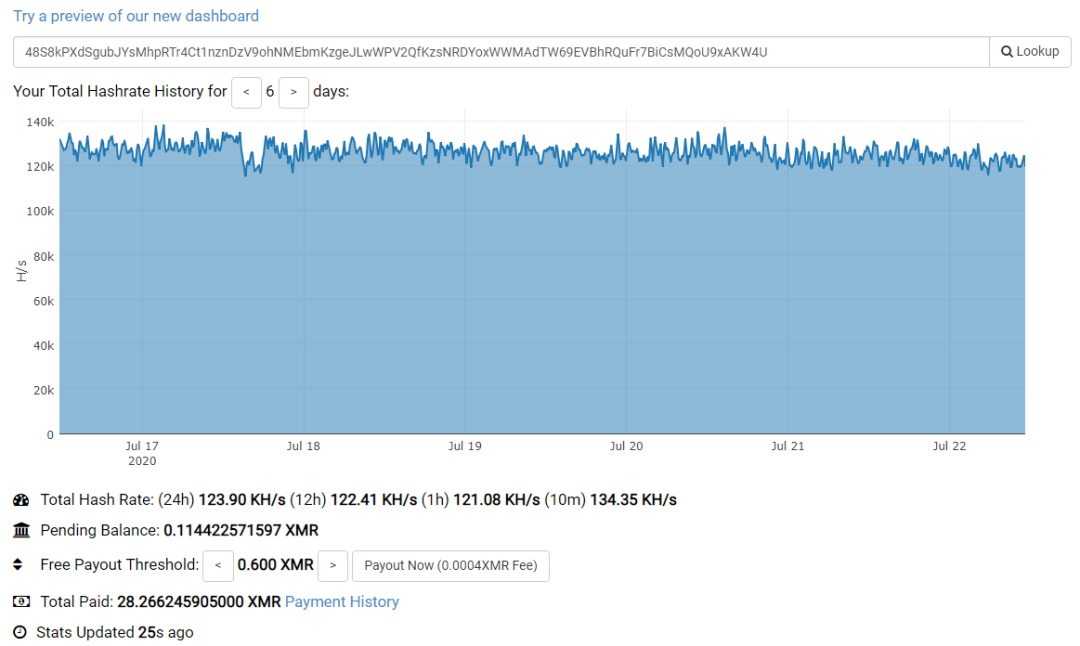 Try a preview of our new dashboard
48S8kPXdSgubJYsMhpRTr4Ct1nznDzV9ohNMEbmKzgeJLwWPV2QfKzsNRDYoxWWMAdTW69EVBhRQuFr7BiCsMQoU9xAKW4U Lookup
Your Total Hashrate History for < 6 > days:
140k
120k
100k
80k
60k
40k
20k
0
H/s
Jul 17 Jul 18 Jul 19 Jul 20 Jul 21 Jul 22
2020
Total Hash Rate: (24h) 123.90 KH/s (12h) 122.41 KH/s (1h) 121.08 KH/s (10m) 134.35 KH/s
Pending Balance: 0.114422571597 XMR
Free Payout Threshold: < 0.600 XMR > Payout Now (0.0004XMR Fee)
Total Paid: 28.266245905000 XMR Payment History
Stats Updated 25s ago